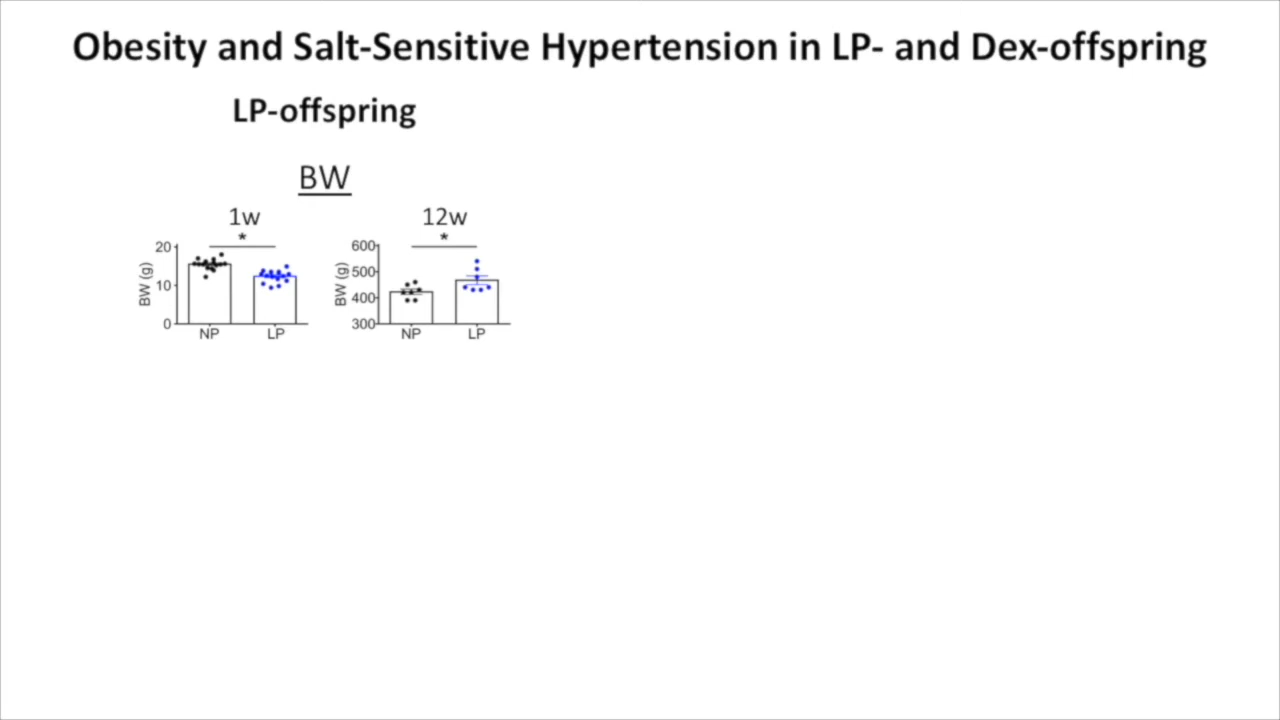 Obesity and Salt-Sensitive Hypertension in LP- and Dex-offspring
LP-offspring
BW
1w
*
20
10
0
BW (g)
NP LP
12w
*
600
500
400
300
BW (g)
NP LP